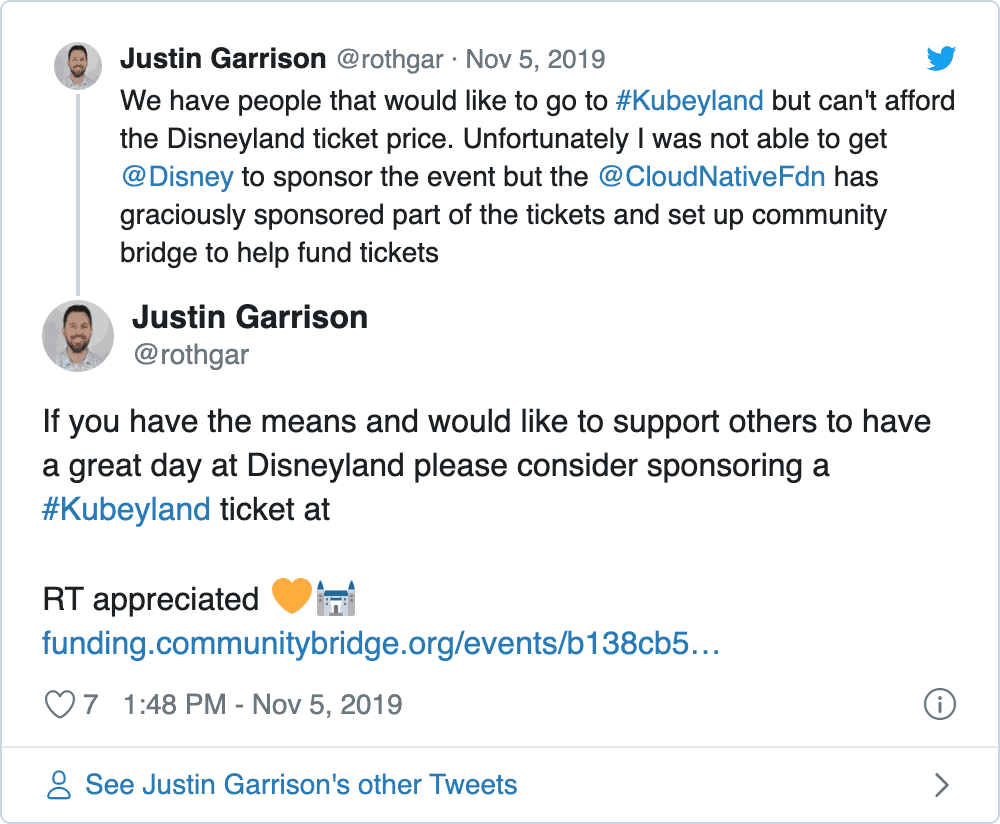 Justin Garrison @rothgar · Nov 5, 2019
We have people that would like to go to #Kubeyland but can't afford
the Disneyland ticket price. Unfortunately I was not able to get
@Disney to sponsor the event but the @CloudNativeFdn has
graciously sponsored part of the tickets and set up community
bridge to help fund tickets
Justin Garrison
@rothgar
If you have the means and would like to support others to have
a great day at Disneyland please consider sponsoring a
#Kubeyland ticket at
RT appreciated 🧡🏰
funding.communitybridge.org/events/b138cb5…
7 1:48 PM - Nov 5, 2019
See Justin Garrison's other Tweets